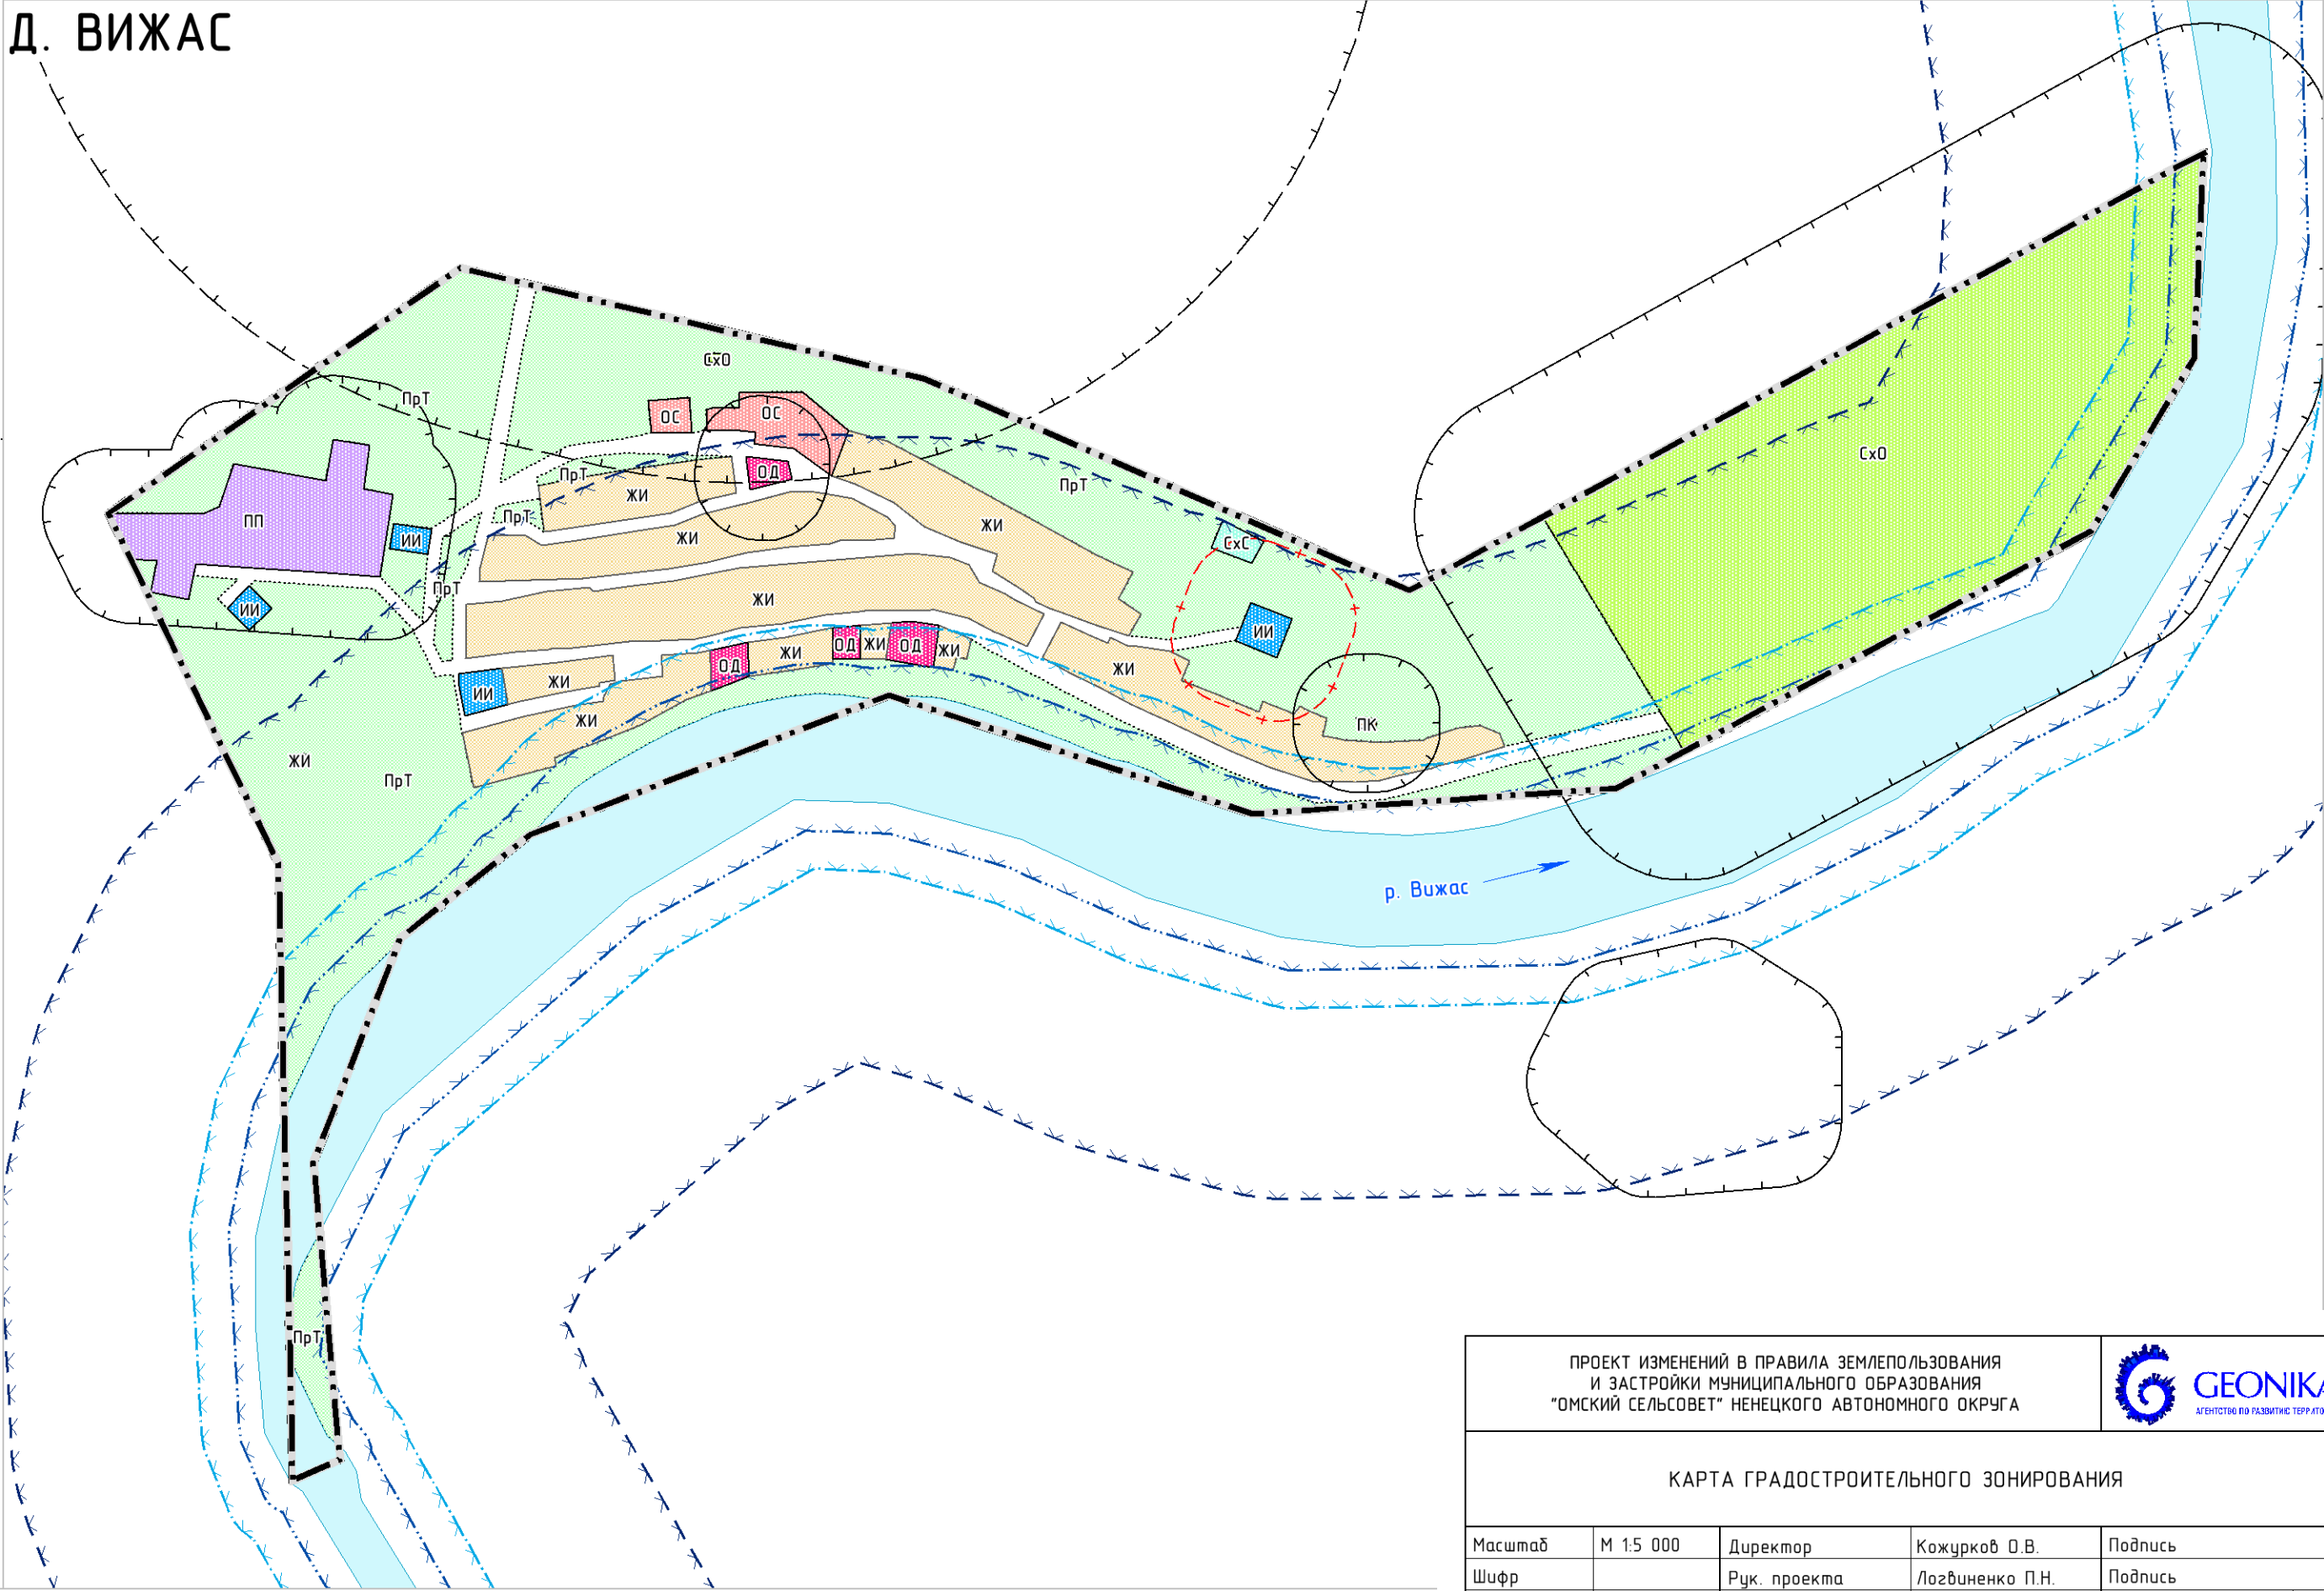 Д. ВИЖАС
СхО
ПрТ
ОС
ОС
СхО
ОД
ПрТ
ПрТ
ЖИ
ПрТ
ПП
ЖИ
ИИ
ЖИ
СхС
ПрТ
ЖИ
ИИ
ИИ
ОД
ЖИ
ОД
ЖИ
ЖИ
ОД
ЖИ
ЖИ
ИИ
ЖИ
ПК
ЖИ
ПрТ
р. Вижас
ПрТ
ПРОЕКТ ИЗМЕНЕНИЙ В ПРАВИЛА ЗЕМЛЕПОЛЬЗОВАНИЯ
И ЗАСТРОЙКИ МУНИЦИПАЛЬНОГО ОБРАЗОВАНИЯ
"ОМСКИЙ СЕЛЬСОВЕТ" НЕНЕЦКОГО АВТОНОМНОГО ОКРУГА
GEONIKA
АГЕНТСТВО ПО РАЗВИТИЮ
КАРТА ГРАДОСТРОИТЕЛЬНОГО ЗОНИРОВАНИЯ
Масштаб М 1:5 000 Директор Кожурков О.В. Подпись
Шифр Рук. проекта Логвиненко П.Н. Подпись